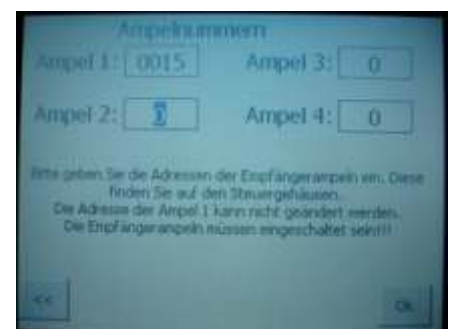 Ampelnummern
Ampel 1: 0015 Ampel 3: 0
Ampel 2: 0 Ampel 4: 0
Bitte geben Sie die Adressen der Empfängerampeln ein. Diese
finden Sie auf den Steuergehäusen.
Die Adresse der Ampel 1 kann nicht geändert werden.
Die Empfängerampeln müssen eingeschaltet sein!!!
<< Ok